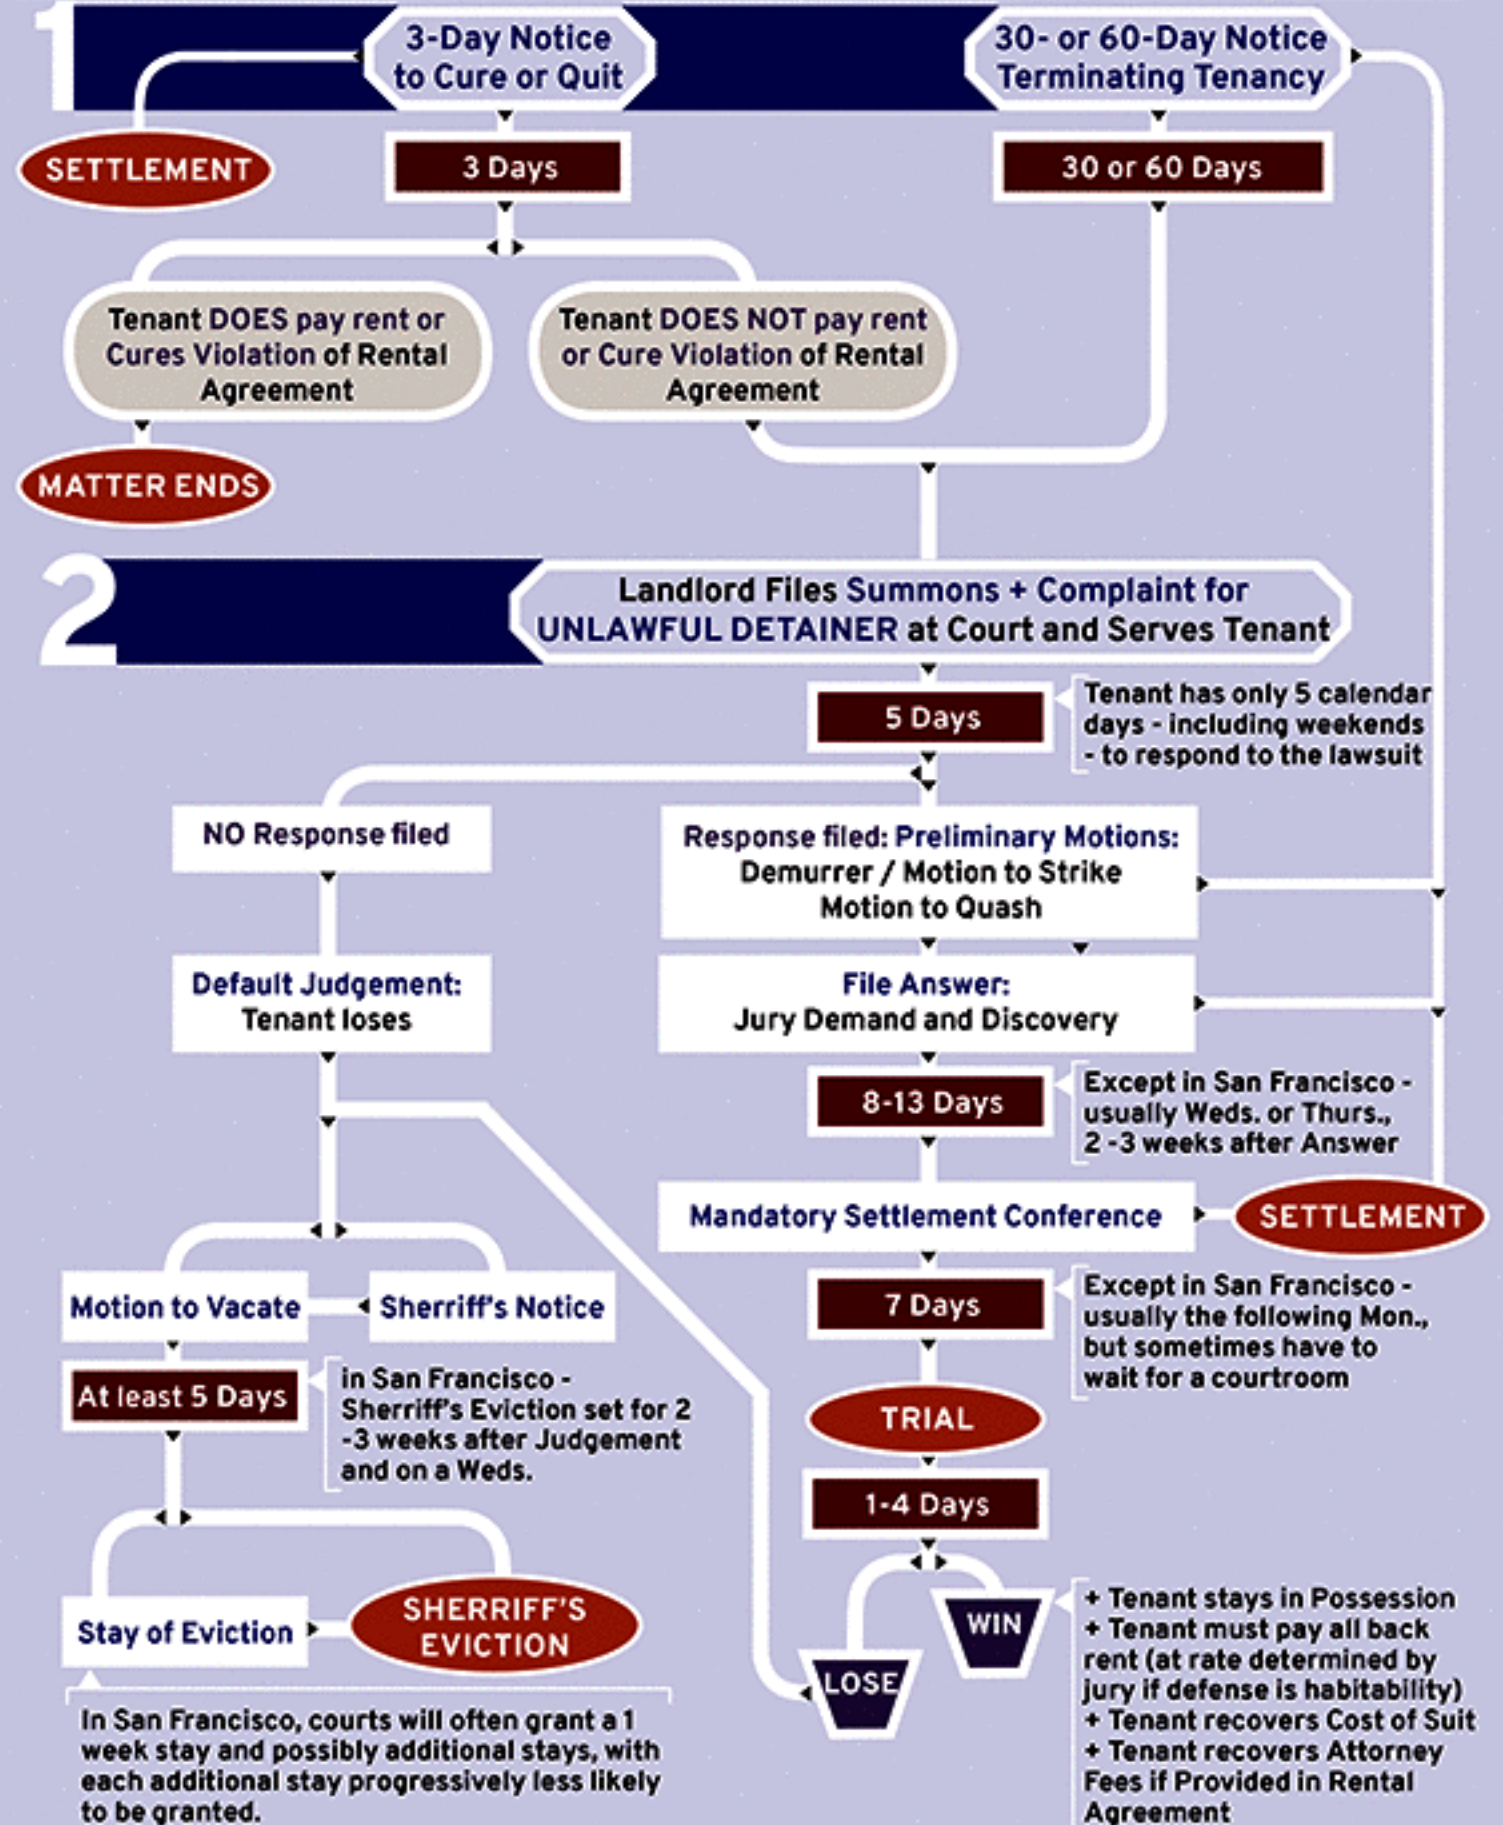 1
3-Day Notice
to Cure or Quit
30- or 60-Day Notice
Terminating Tenancy
SETTLEMENT
3 Days
30 or 60 Days
Tenant DOES pay rent or
Cures Violation of Rental
Agreement
Tenant DOES NOT pay rent
or Cure Violation of Rental
Agreement
MATTER ENDS
2
Landlord Files Summons + Complaint for
UNLAWFUL DETAINER at Court and Serves Tenant
5 Days
Tenant has only 5 calendar
days - including weekends
- to respond to the lawsuit
NO Response filed
Response filed: Preliminary Motions:
Demurrer / Motion to Strike
Motion to Quash
Default Judgement:
Tenant loses
File Answer:
Jury Demand and Discovery
8-13 Days
Except in San Francisco -
usually Weds. or Thurs.,
2 -3 weeks after Answer
Mandatory Settlement Conference
SETTLEMENT
Motion to Vacate
Sherriff's Notice
7 Days
Except in San Francisco -
usually the following Mon.,
but sometimes have to
wait for a courtroom
At least 5 Days
in San Francisco -
Sherriff's Eviction set for 2
-3 weeks after Judgement
and on a Weds.
TRIAL
1-4 Days
Stay of Eviction
SHERRIFF'S
EVICTION
LOSE
WIN
+ Tenant stays in Possession
+ Tenant must pay all back
rent (at rate determined by
jury if defense is habitability)
+ Tenant recovers Cost of Suit
+ Tenant recovers Attorney
Fees if Provided in Rental
Agreement
In San Francisco, courts will often grant a 1
week stay and possibly additional stays, with
each additional stay progressively less likely
to be granted.